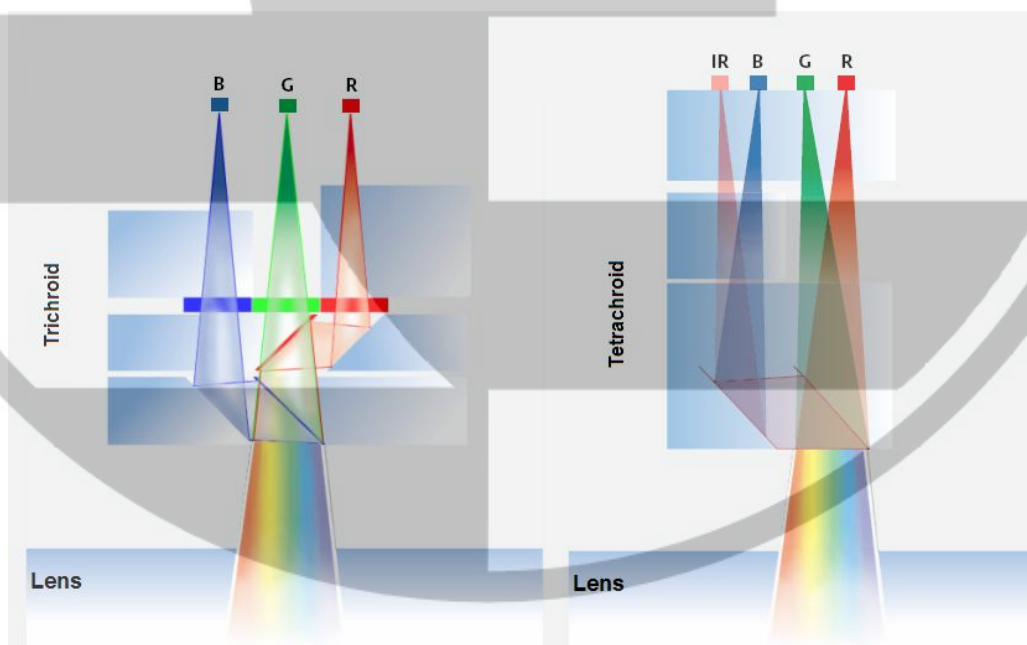 B G R
Trichroid
Lens
IR B G R
Tetrachroid
Lens